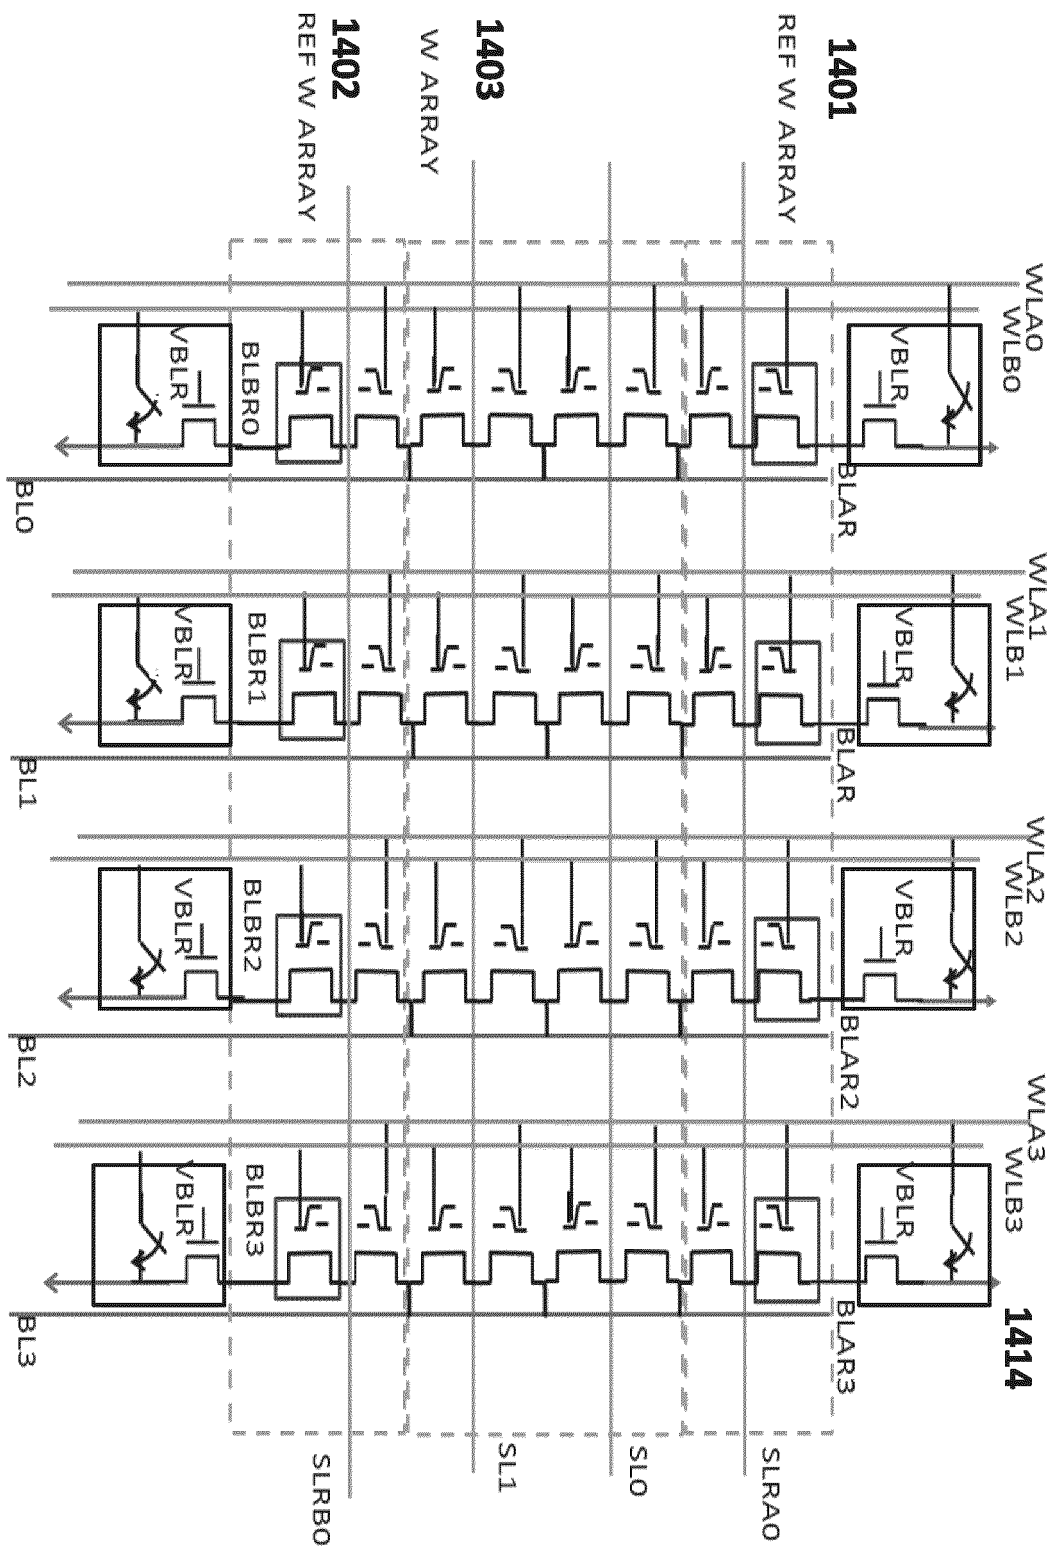 1401
REF W ARRAY
1403
W ARRAY
1402
REF W ARRAY
WLA0
WLB0
VBLR
BLAR
BLBR0
VBLR
BL0
WLA1
WLB1
VBLR
BLAR
BLBR1
VBLR
BL1
WLA2
WLB2
VBLR
BLAR2
BLBR2
VBLR
BL2
WLA3
WLB3
VBLR
BLAR3
BLBR3
VBLR
BL3
1414
SLRA0
SL0
SL1
SLRB0